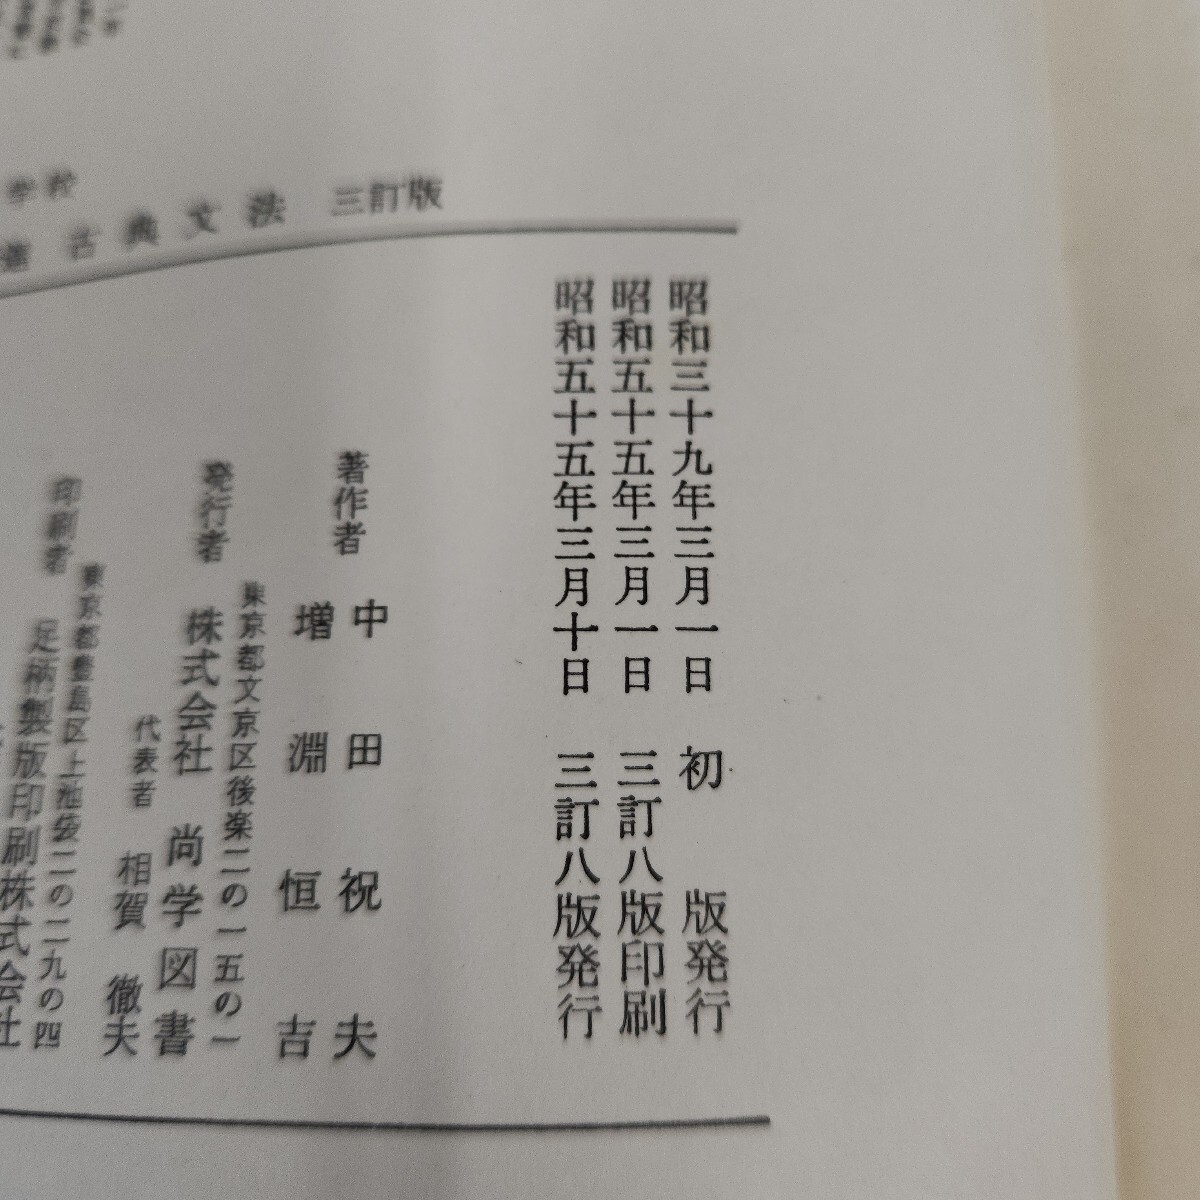 学校
古典文法 三訂版
昭和三十九年三月一日 初版発行
昭和五十五年三月一日 三訂八版印刷
昭和五十五年三月十日 三訂八版発行
著作者 中田祝夫
増淵恒吉
東京都文京区後楽二の一五の一
発行者 株式会社 尚学図書
代表者 相賀徹夫
東京都豊島区上池袋二の二九の四
印刷者 足柄製版印刷株式会社